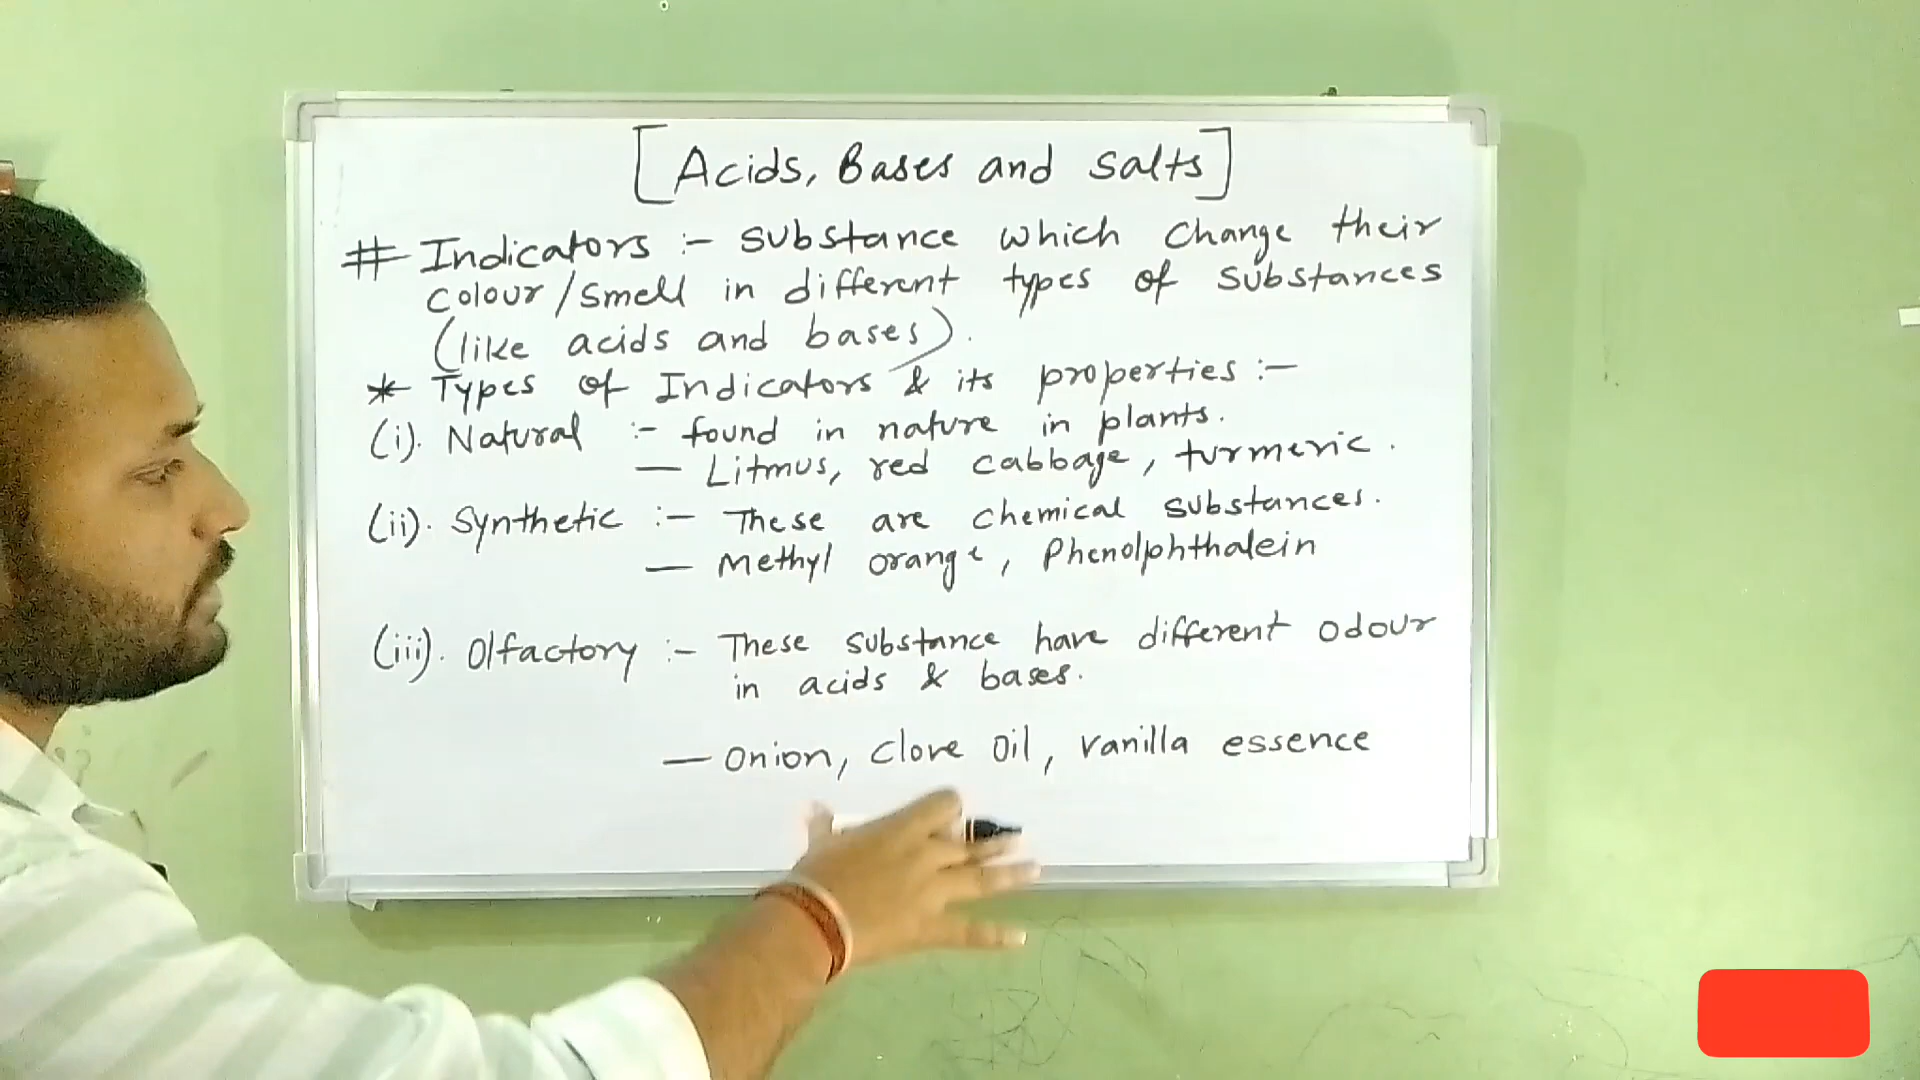 [Acids, Bases and Salts]
# Indicators :- substance which change their
colour/smell in different types of substances
(like acids and bases).
* Types of Indicators & its properties :-
(i). Natural :- found in nature in plants.
— Litmus, red cabbage, turmeric.
(ii). Synthetic :- These are chemical substances.
— Methyl orange, Phenolphthalein
(iii). Olfactory :- These substance have different odour
in acids & bases.
— Onion, clove oil, vanilla essence